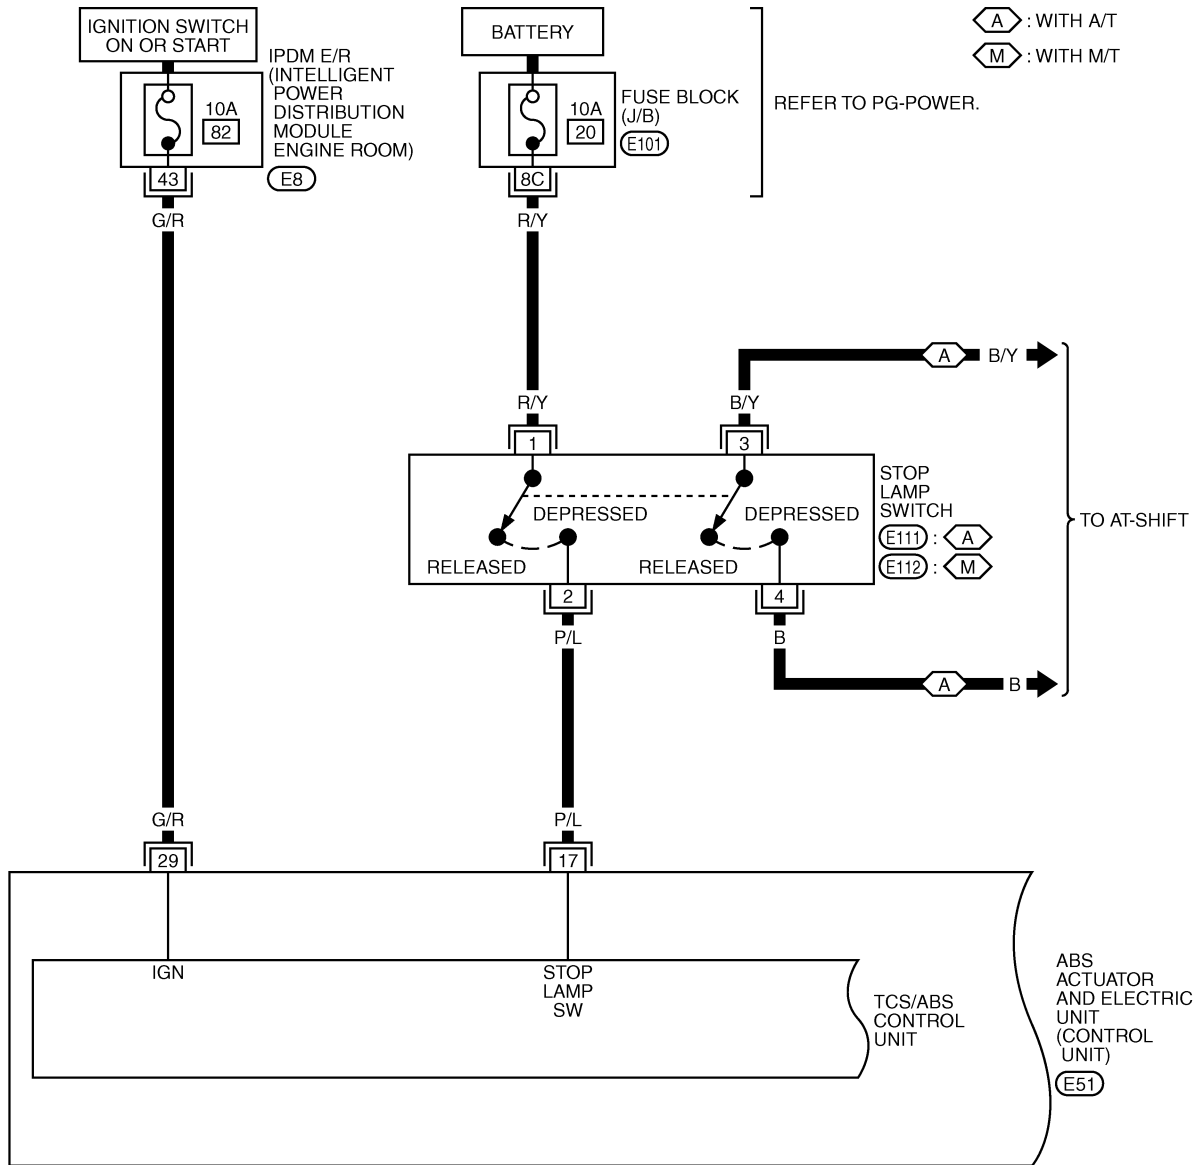 IGNITION SWITCH
ON OR START
BATTERY
A : WITH A/T
M : WITH M/T
IPDM E/R
(INTELLIGENT
POWER
DISTRIBUTION
MODULE
ENGINE ROOM)
E8
10A
82
10A
20
FUSE BLOCK
(J/B)
E101
REFER TO PG-POWER.
43
8C
G/R
R/Y
A
B/Y
R/Y
B/Y
1
3
STOP
LAMP
SWITCH
E111 : A
E112 : M
DEPRESSED
DEPRESSED
RELEASED
RELEASED
TO AT-SHIFT
2
4
P/L
B
A
B
G/R
P/L
29
17
IGN
STOP
LAMP
SW
TCS/ABS
CONTROL
UNIT
ABS
ACTUATOR
AND ELECTRIC
UNIT
(CONTROL
UNIT)
E51